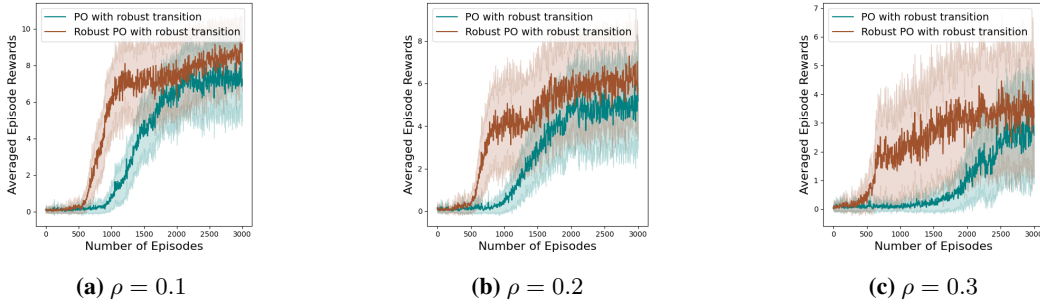 PO with robust transition
Robust PO with robust transition
Averaged Episode Rewards
10
8
6
4
2
0
0 500 1000 1500 2000 2500 3000
Number of Episodes
(a) ρ = 0.1
PO with robust transition
Robust PO with robust transition
Averaged Episode Rewards
8
6
4
2
0
0 500 1000 1500 2000 2500 3000
Number of Episodes
(b) ρ = 0.2
PO with robust transition
Robust PO with robust transition
Averaged Episode Rewards
7
6
5
4
3
2
1
0
0 500 1000 1500 2000 2500 3000
Number of Episodes
(c) ρ = 0.3